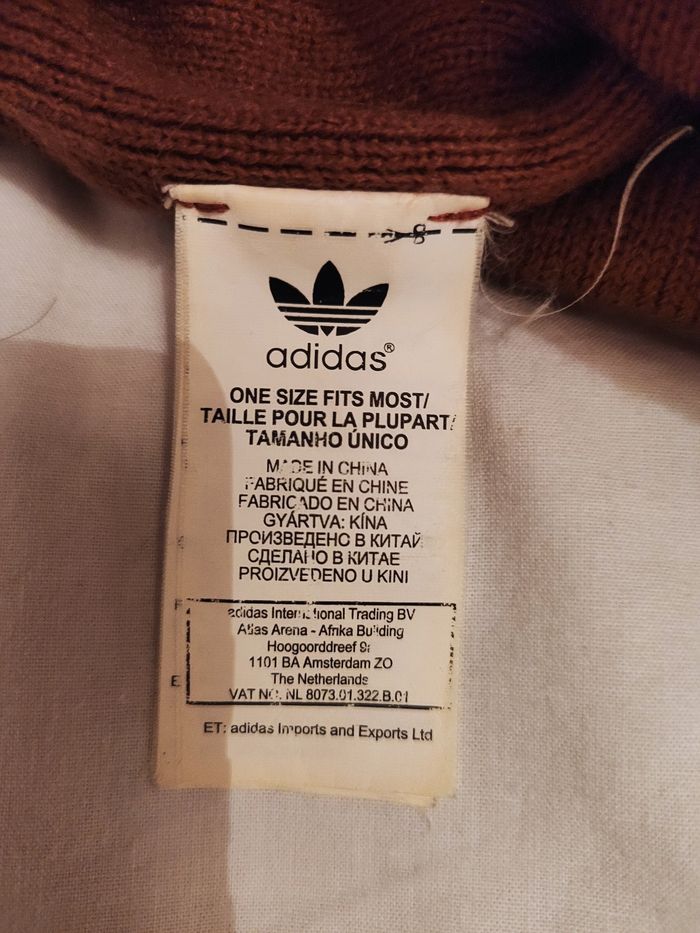 adidas®
ONE SIZE FITS MOST/
TAILLE POUR LA PLUPART/
TAMANHO ÚNICO
MADE IN CHINA
FABRIQUÉ EN CHINE
FABRICADO EN CHINA
GYÁRTVA: KÍNA
ПРОИЗВЕДЕНО В КИТАЙ
СДЕЛАНО В КИТАЕ
PROIZVEDENO U KINI
adidas International Trading BV
Atlas Arena - Afrika Building
Hoogoorddreef
1101 BA Amsterdam ZO
The Netherlands
VAT NO. NL 8073.01.322.B.01
ET: adidas Imports and Exports Ltd